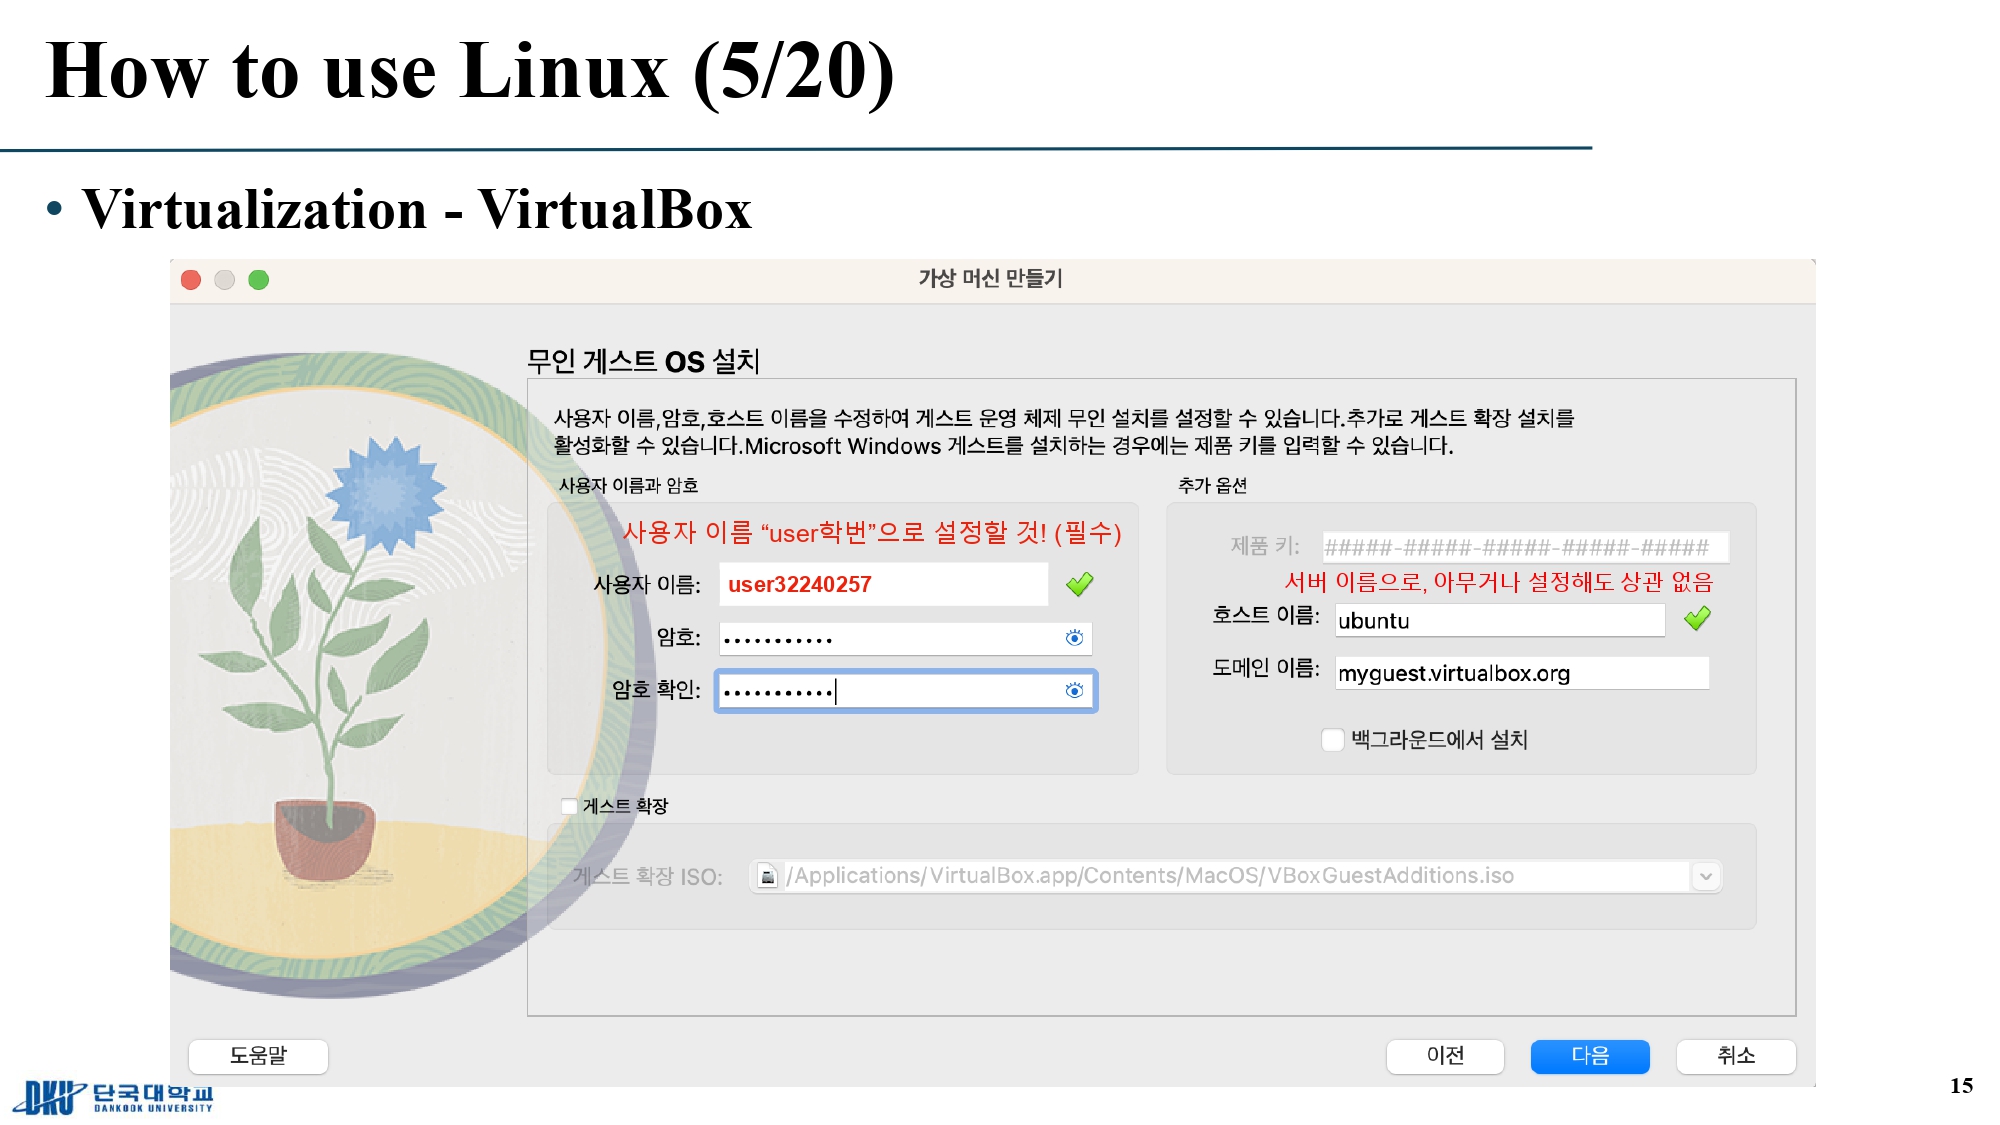 How to use Linux (5/20)
• Virtualization - VirtualBox
가상 머신 만들기
무인 게스트 OS 설치
사용자 이름,암호,호스트 이름을 수정하여 게스트 운영 체제 무인 설치를 설정할 수 있습니다.추가로 게스트 확장 설치를
활성화할 수 있습니다.Microsoft Windows 게스트를 설치하는 경우에는 제품 키를 입력할 수 있습니다.
사용자 이름과 암호
사용자 이름 “user학번”으로 설정할 것! (필수)
사용자 이름: user32240257
암호: •••••••••••
암호 확인: •••••••••••
추가 옵션
제품 키: #####-#####-#####-#####-#####
서버 이름으로, 아무거나 설정해도 상관 없음
호스트 이름: ubuntu
도메인 이름: myguest.virtualbox.org
백그라운드에서 설치
게스트 확장
게스트 확장 ISO: /Applications/VirtualBox.app/Contents/MacOS/VBoxGuestAdditions.iso
도움말
이전
다음
취소
DKU 단국대학교
DANKOOK UNIVERSITY
15